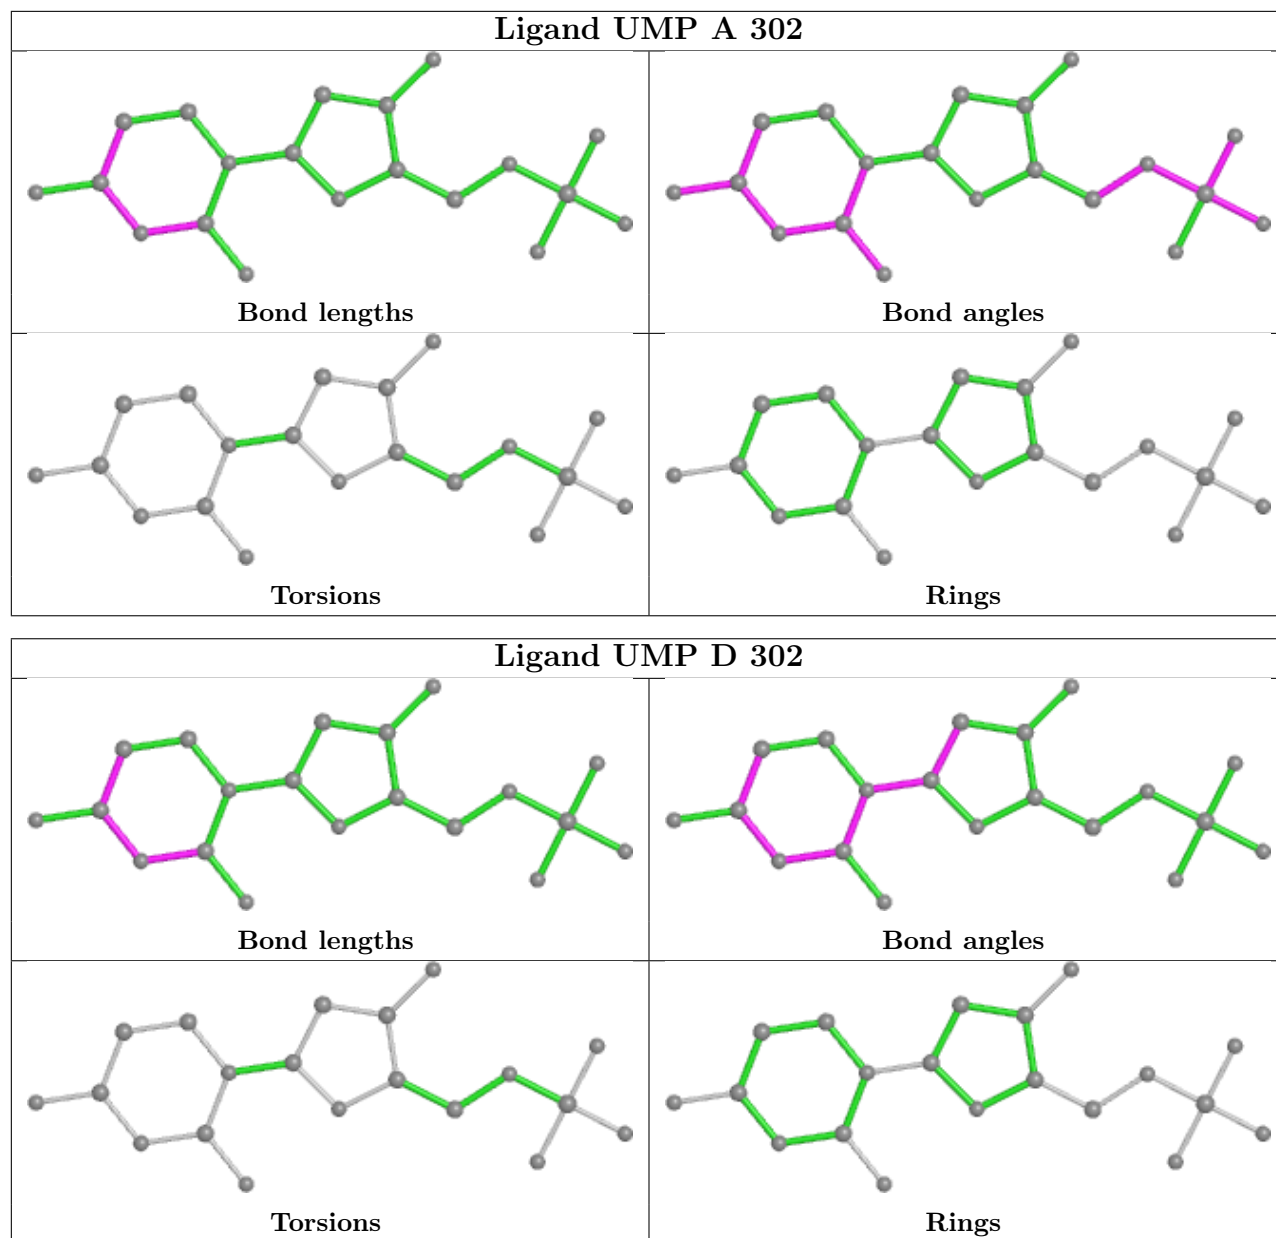 Ligand UMP A 302
Bond lengths
Bond angles
Torsions
Rings
Ligand UMP D 302
Bond lengths
Bond angles
Torsions
Rings